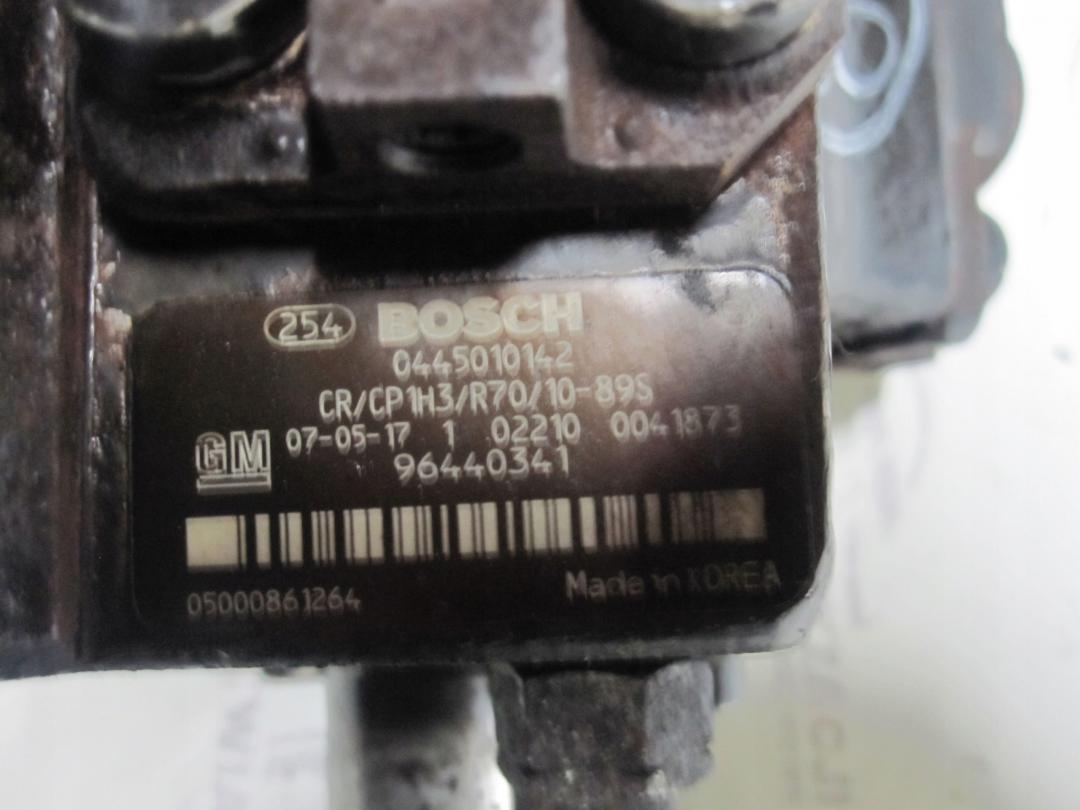 254 BOSCH
0445010142
CR/CP1H3/R70/10-89S
GM 07-05-17 1 02210 0041873
96440341
05000861264 Made in KOREA